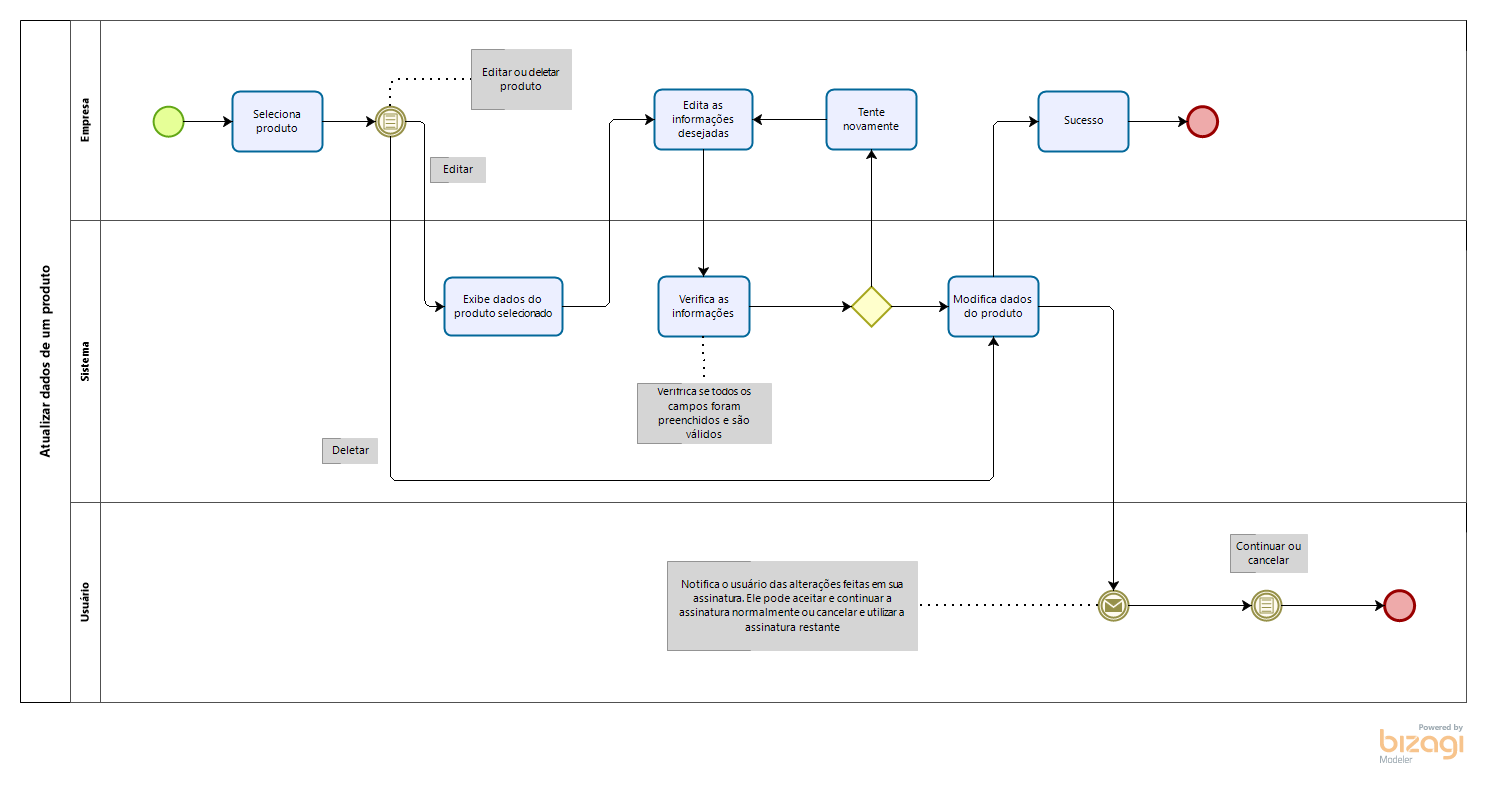 Atualizar dados de um produto
Empresa
Seleciona
produto
Editar ou deletar
produto
Editar
Edita as
informações
desejadas
Tente
novamente
Sucesso
Sistema
Exibe dados do
produto selecionado
Verifica as
informações
Modifica dados
do produto
Verifica se todos os
campos foram
preenchidos e são
válidos
Deletar
Usuário
Notifica o usuário das alterações feitas em sua
assinatura. Ele pode aceitar e continuar a
assinatura normalmente ou cancelar e utilizar a
assinatura restante
Continuar ou
cancelar
Powered by
bizagi
Modeler